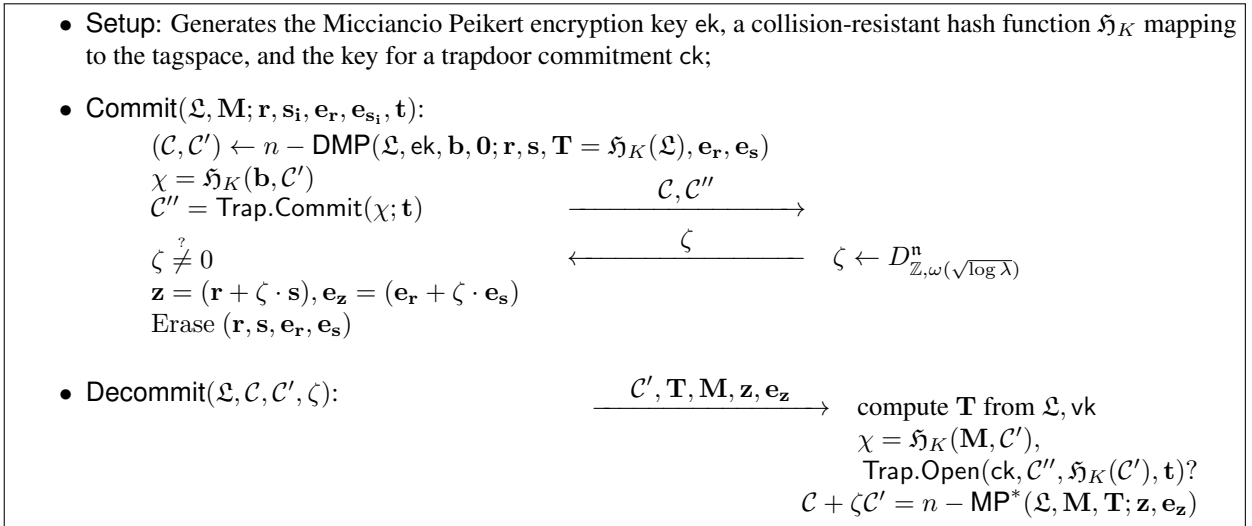 • Setup: Generates the Micciancio Peikert encryption key ek, a collision-resistant hash function ℌ_K mapping
to the tagspace, and the key for a trapdoor commitment ck;
• Commit(𝔏, M; r, s_i, e_r, e_{s_i}, t):
(𝒞, 𝒞′) ← n − DMP(𝔏, ek, b, 0; r, s, T = ℌ_K(𝔏), e_r, e_s)
χ = ℌ_K(b, 𝒞′)
𝒞″ = Trap.Commit(χ; t) 𝒞, 𝒞″ ⟶
ζ ≠^? 0 ζ ⟵ ζ ← D^𝔫_{ℤ,ω(√log λ)}
z = (r + ζ · s), e_z = (e_r + ζ · e_s)
Erase (r, s, e_r, e_s)
• Decommit(𝔏, 𝒞, 𝒞′, ζ): 𝒞′, T, M, z, e_z ⟶ compute T from 𝔏, vk
χ = ℌ_K(M, 𝒞′),
Trap.Open(ck, 𝒞″, ℌ_K(𝒞′), t)?
𝒞 + ζ𝒞′ = n − MP*(𝔏, M, T; z, e_z)